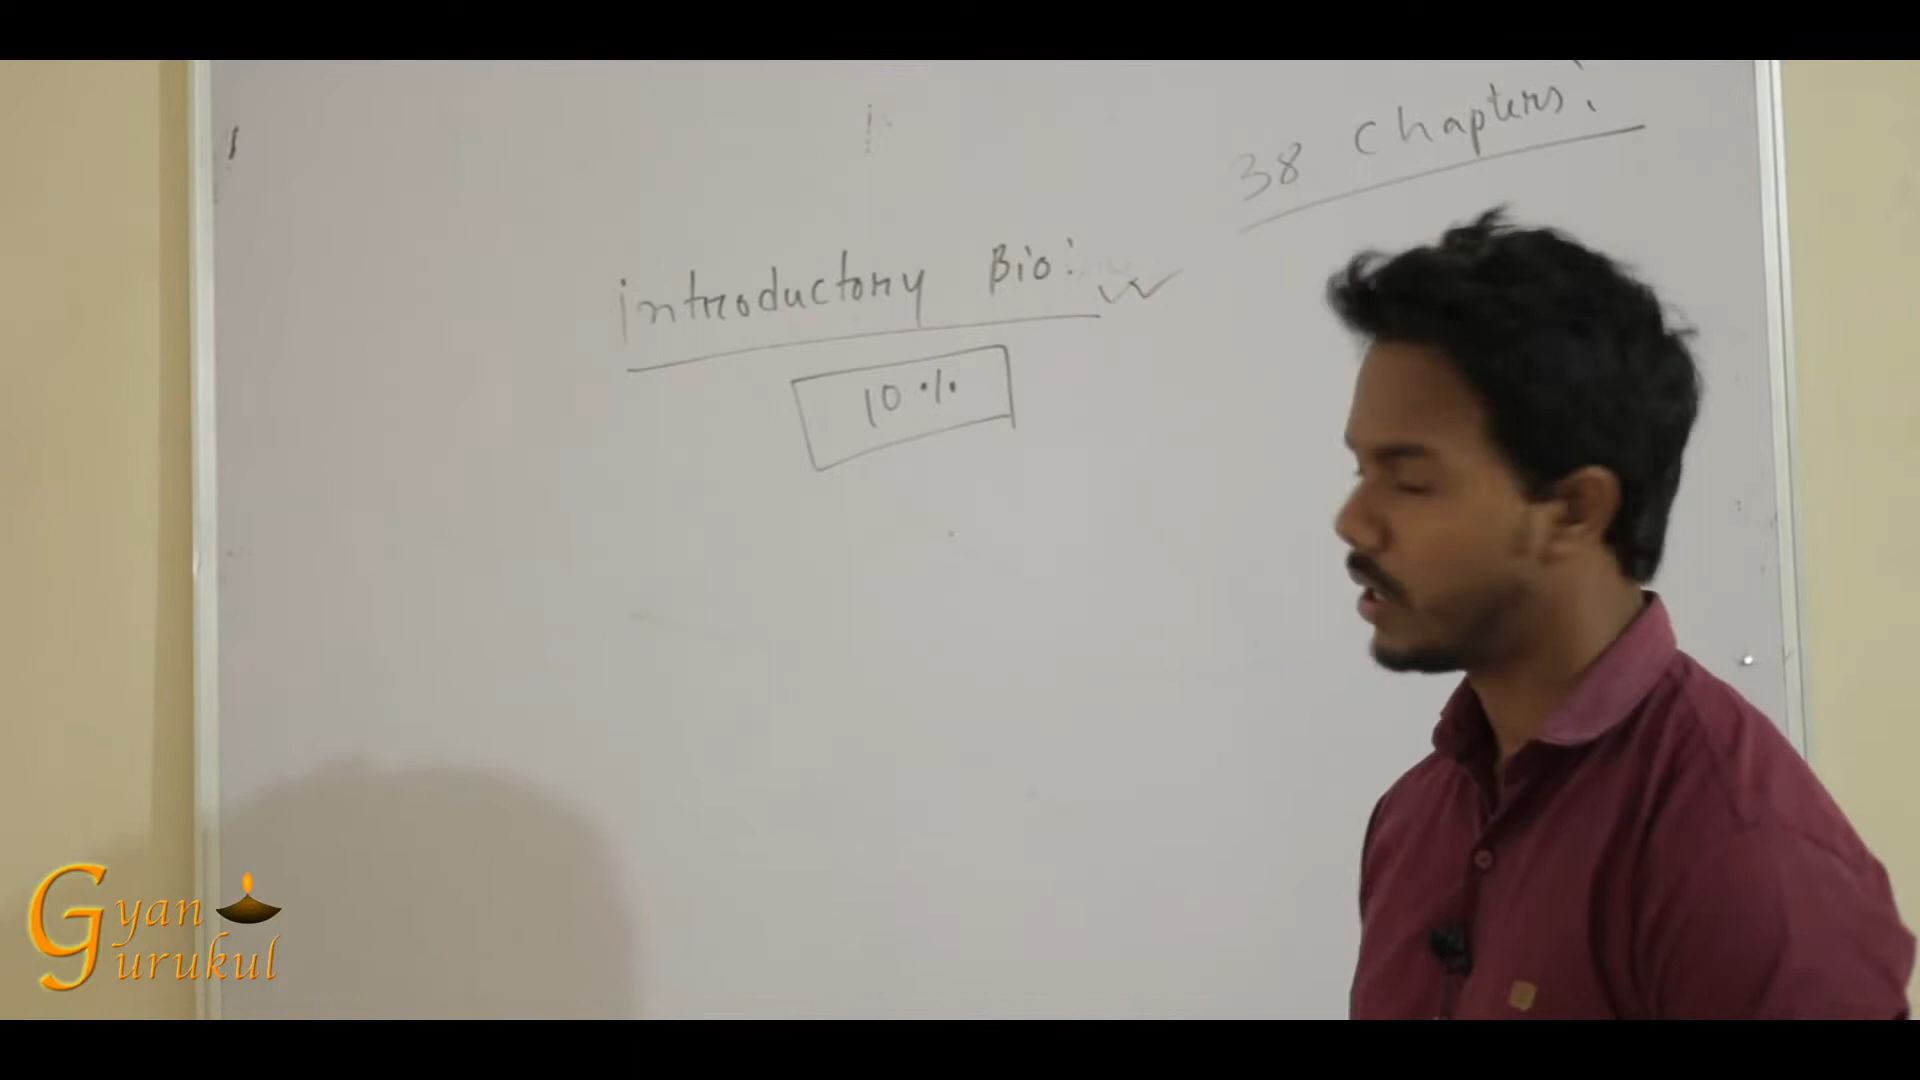 38 Chapters:
introductory Bio:
10%
Gyan
Gurukul